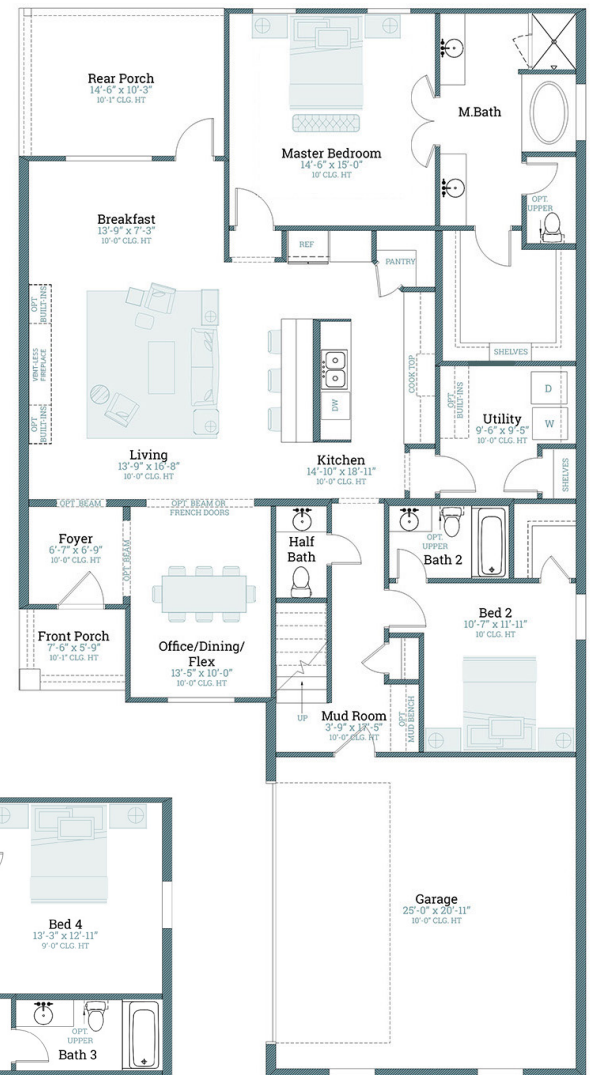 Rear Porch
14'-6" x 10'-3"
10'-1" CLG. HT
Master Bedroom
14'-6" x 15'-0"
10' CLG. HT
M.Bath
OPT.
UPPER
Breakfast
13'-9" x 7'-3"
10'-0" CLG. HT
REF
PANTRY
SHELVES
OPT
BUILT-INS
VENT-LESS
FIREPLACE
OPT
BUILT-INS
DW
COOK TOP
OPT
BUILT-INS
D
W
Utility
9'-6" x 9'-5"
10'-0" CLG. HT
SHELVES
Living
13'-9" x 16'-8"
10'-0" CLG. HT
Kitchen
14'-10" x 18'-11"
10'-0" CLG. HT
OPT. BEAM
OPT. BEAM OR
FRENCH DOORS
Foyer
6'-7" x 6'-9"
10'-0" CLG. HT
OPT. BEAM
Half
Bath
OPT.
UPPER
Bath 2
Front Porch
7'-6" x 5'-9"
10'-1" CLG. HT
Office/Dining/
Flex
13'-5" x 10'-0"
10'-0" CLG. HT
Bed 2
10'-7" x 11'-11"
10' CLG. HT
UP
Mud Room
3'-9" x 17'-5"
10'-0" CLG. HT
OPT
MUD BENCH
Garage
25'-0" x 20'-11"
10'-0" CLG. HT
Bed 4
13'-3" x 12'-11"
9'-0" CLG. HT
OPT.
UPPER
Bath 3